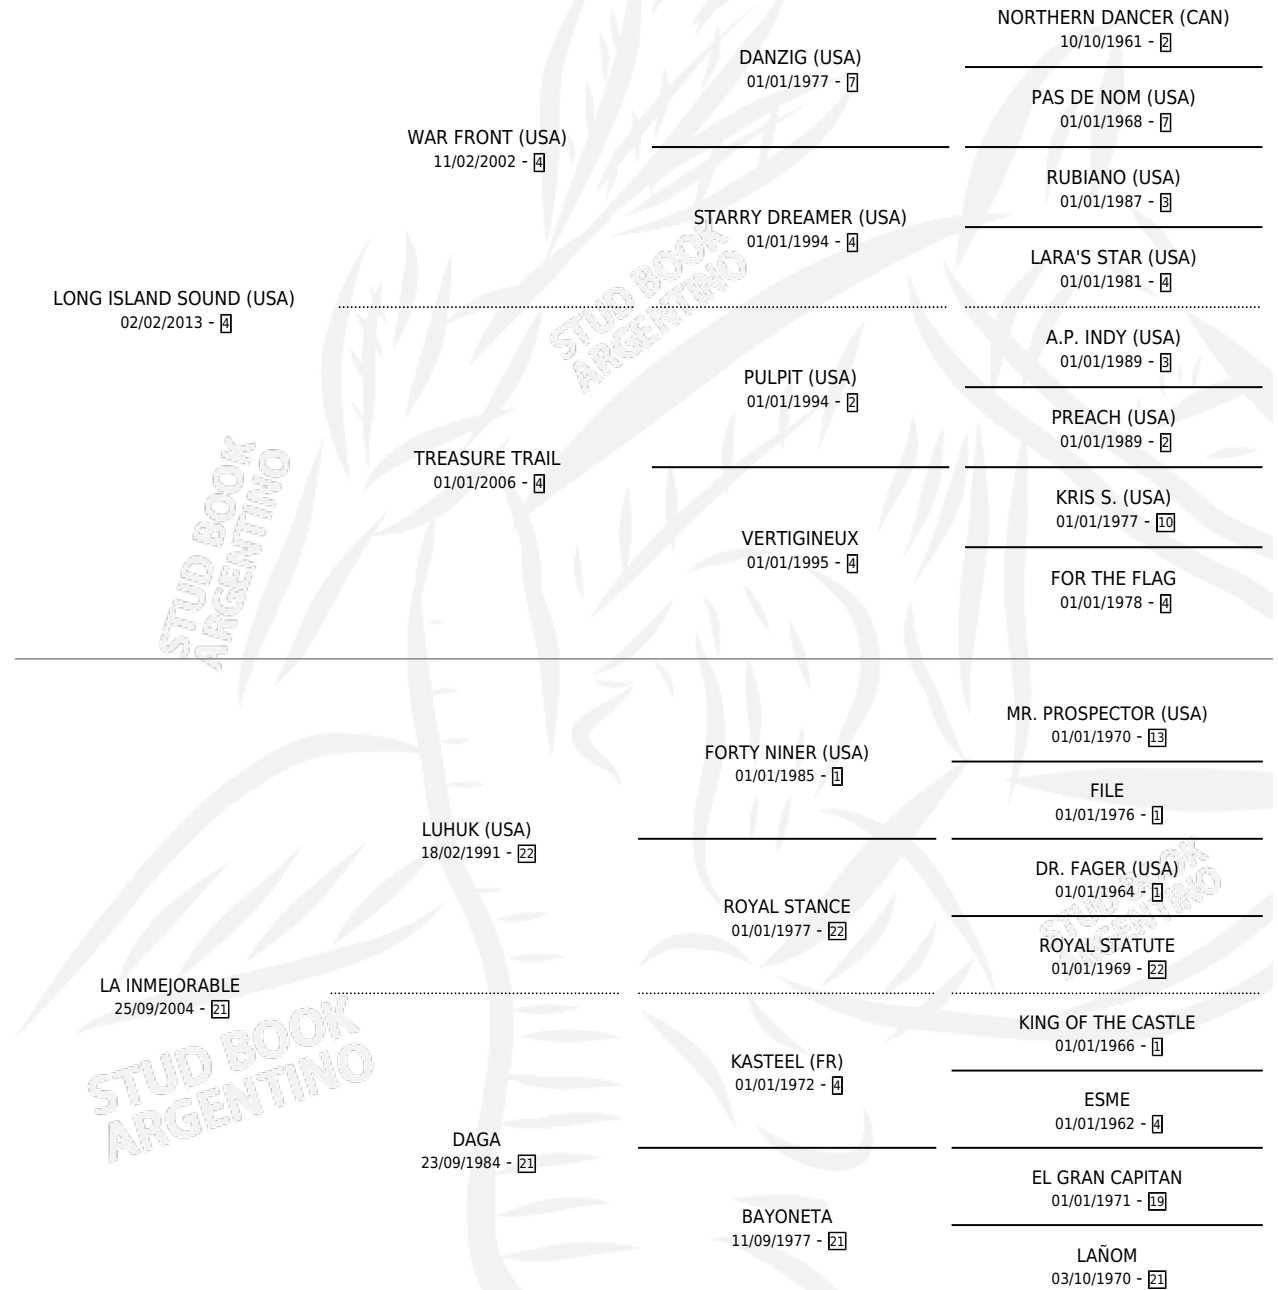 NORTHERN DANCER (CAN)
10/10/1961 - 2
DANZIG (USA)
01/01/1977 - 7
PAS DE NOM (USA)
01/01/1968 - 7
WAR FRONT (USA)
11/02/2002 - 4
RUBIANO (USA)
01/01/1987 - 3
STARRY DREAMER (USA)
01/01/1994 - 4
LARA'S STAR (USA)
01/01/1981 - 4
LONG ISLAND SOUND (USA)
02/02/2013 - 4
STUD BOOK
ARGENTINO
A.P. INDY (USA)
01/01/1989 - 3
PULPIT (USA)
01/01/1994 - 2
PREACH (USA)
01/01/1989 - 2
TREASURE TRAIL
01/01/2006 - 4
KRIS S. (USA)
01/01/1977 - 10
VERTIGINEUX
01/01/1995 - 4
FOR THE FLAG
01/01/1978 - 4
STUD BOOK
ARGENTINO
MR. PROSPECTOR (USA)
01/01/1970 - 13
FORTY NINER (USA)
01/01/1985 - 1
FILE
01/01/1976 - 1
LUHUK (USA)
18/02/1991 - 22
DR. FAGER (USA)
01/01/1964 - 1
STUD BOOK
ARGENTINO
ROYAL STANCE
01/01/1977 - 22
ROYAL STATUTE
01/01/1969 - 22
LA INMEJORABLE
25/09/2004 - 21
KING OF THE CASTLE
01/01/1966 - 1
STUD BOOK
ARGENTINO
KASTEEL (FR)
01/01/1972 - 4
ESME
01/01/1962 - 4
DAGA
23/09/1984 - 21
EL GRAN CAPITAN
01/01/1971 - 19
BAYONETA
11/09/1977 - 21
LAÑOM
03/10/1970 - 21